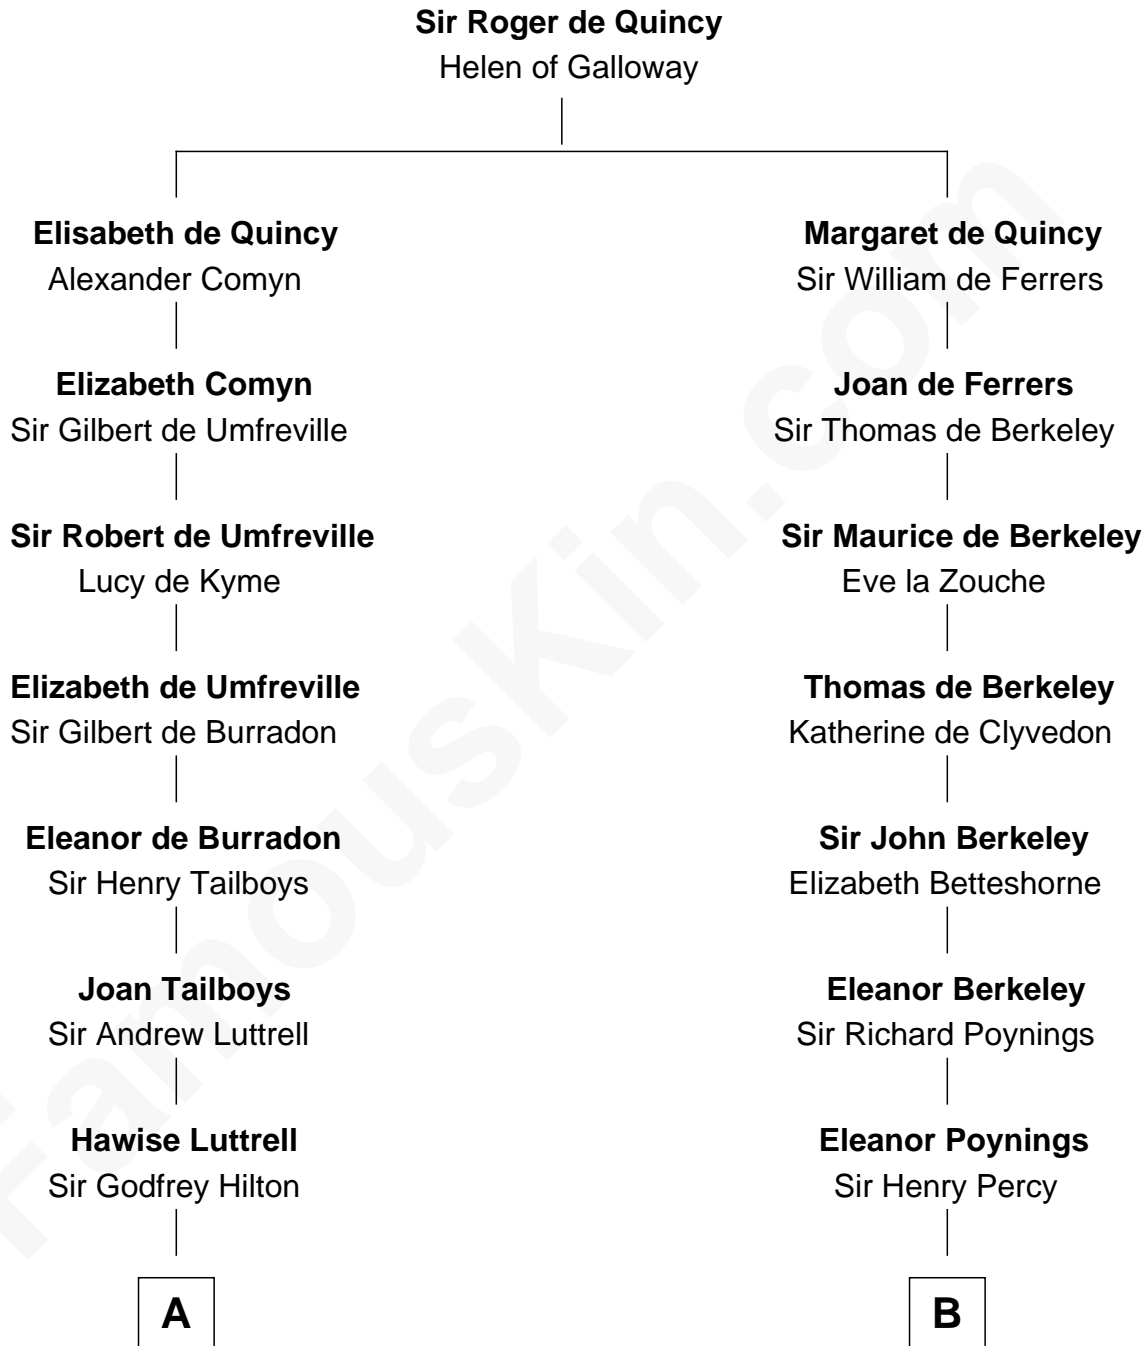 Sir Roger de Quincy
Helen of Galloway
Elisabeth de Quincy
Alexander Comyn
Margaret de Quincy
Sir William de Ferrers
Elizabeth Comyn
Sir Gilbert de Umfreville
Joan de Ferrers
Sir Thomas de Berkeley
Sir Robert de Umfreville
Lucy de Kyme
Sir Maurice de Berkeley
Eve la Zouche
Elizabeth de Umfreville
Sir Gilbert de Burradon
Thomas de Berkeley
Katherine de Clyvedon
Eleanor de Burradon
Sir Henry Tailboys
Sir John Berkeley
Elizabeth Betteshorne
Joan Tailboys
Sir Andrew Luttrell
Eleanor Berkeley
Sir Richard Poynings
Hawise Luttrell
Sir Godfrey Hilton
Eleanor Poynings
Sir Henry Percy
A
B
FamousKin.com